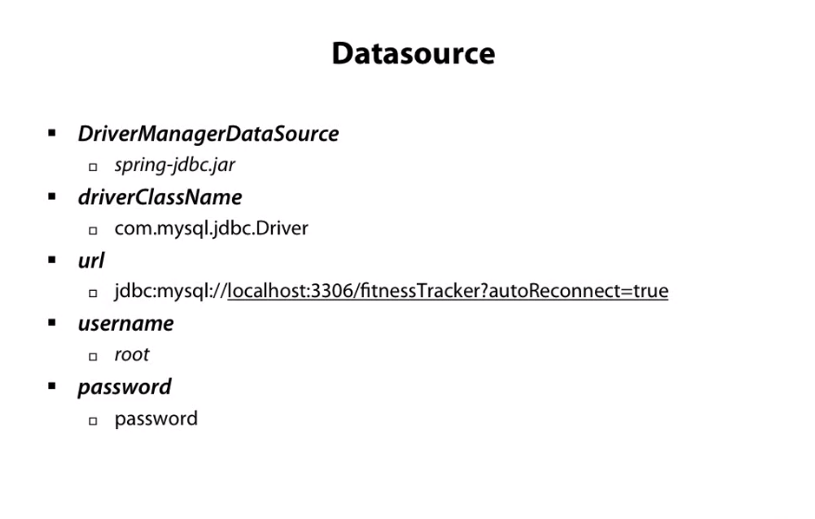 Datasource
▪ DriverManagerDataSource
▫ spring-jdbc.jar
▪ driverClassName
▫ com.mysql.jdbc.Driver
▪ url
▫ jdbc:mysql://localhost:3306/fitnessTracker?autoReconnect=true
▪ username
▫ root
▪ password
▫ password